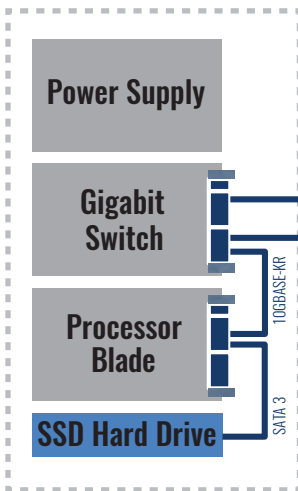 Power Supply
Gigabit
Switch
10GBASE-KR
Processor
Blade
SATA 3
SSD Hard Drive